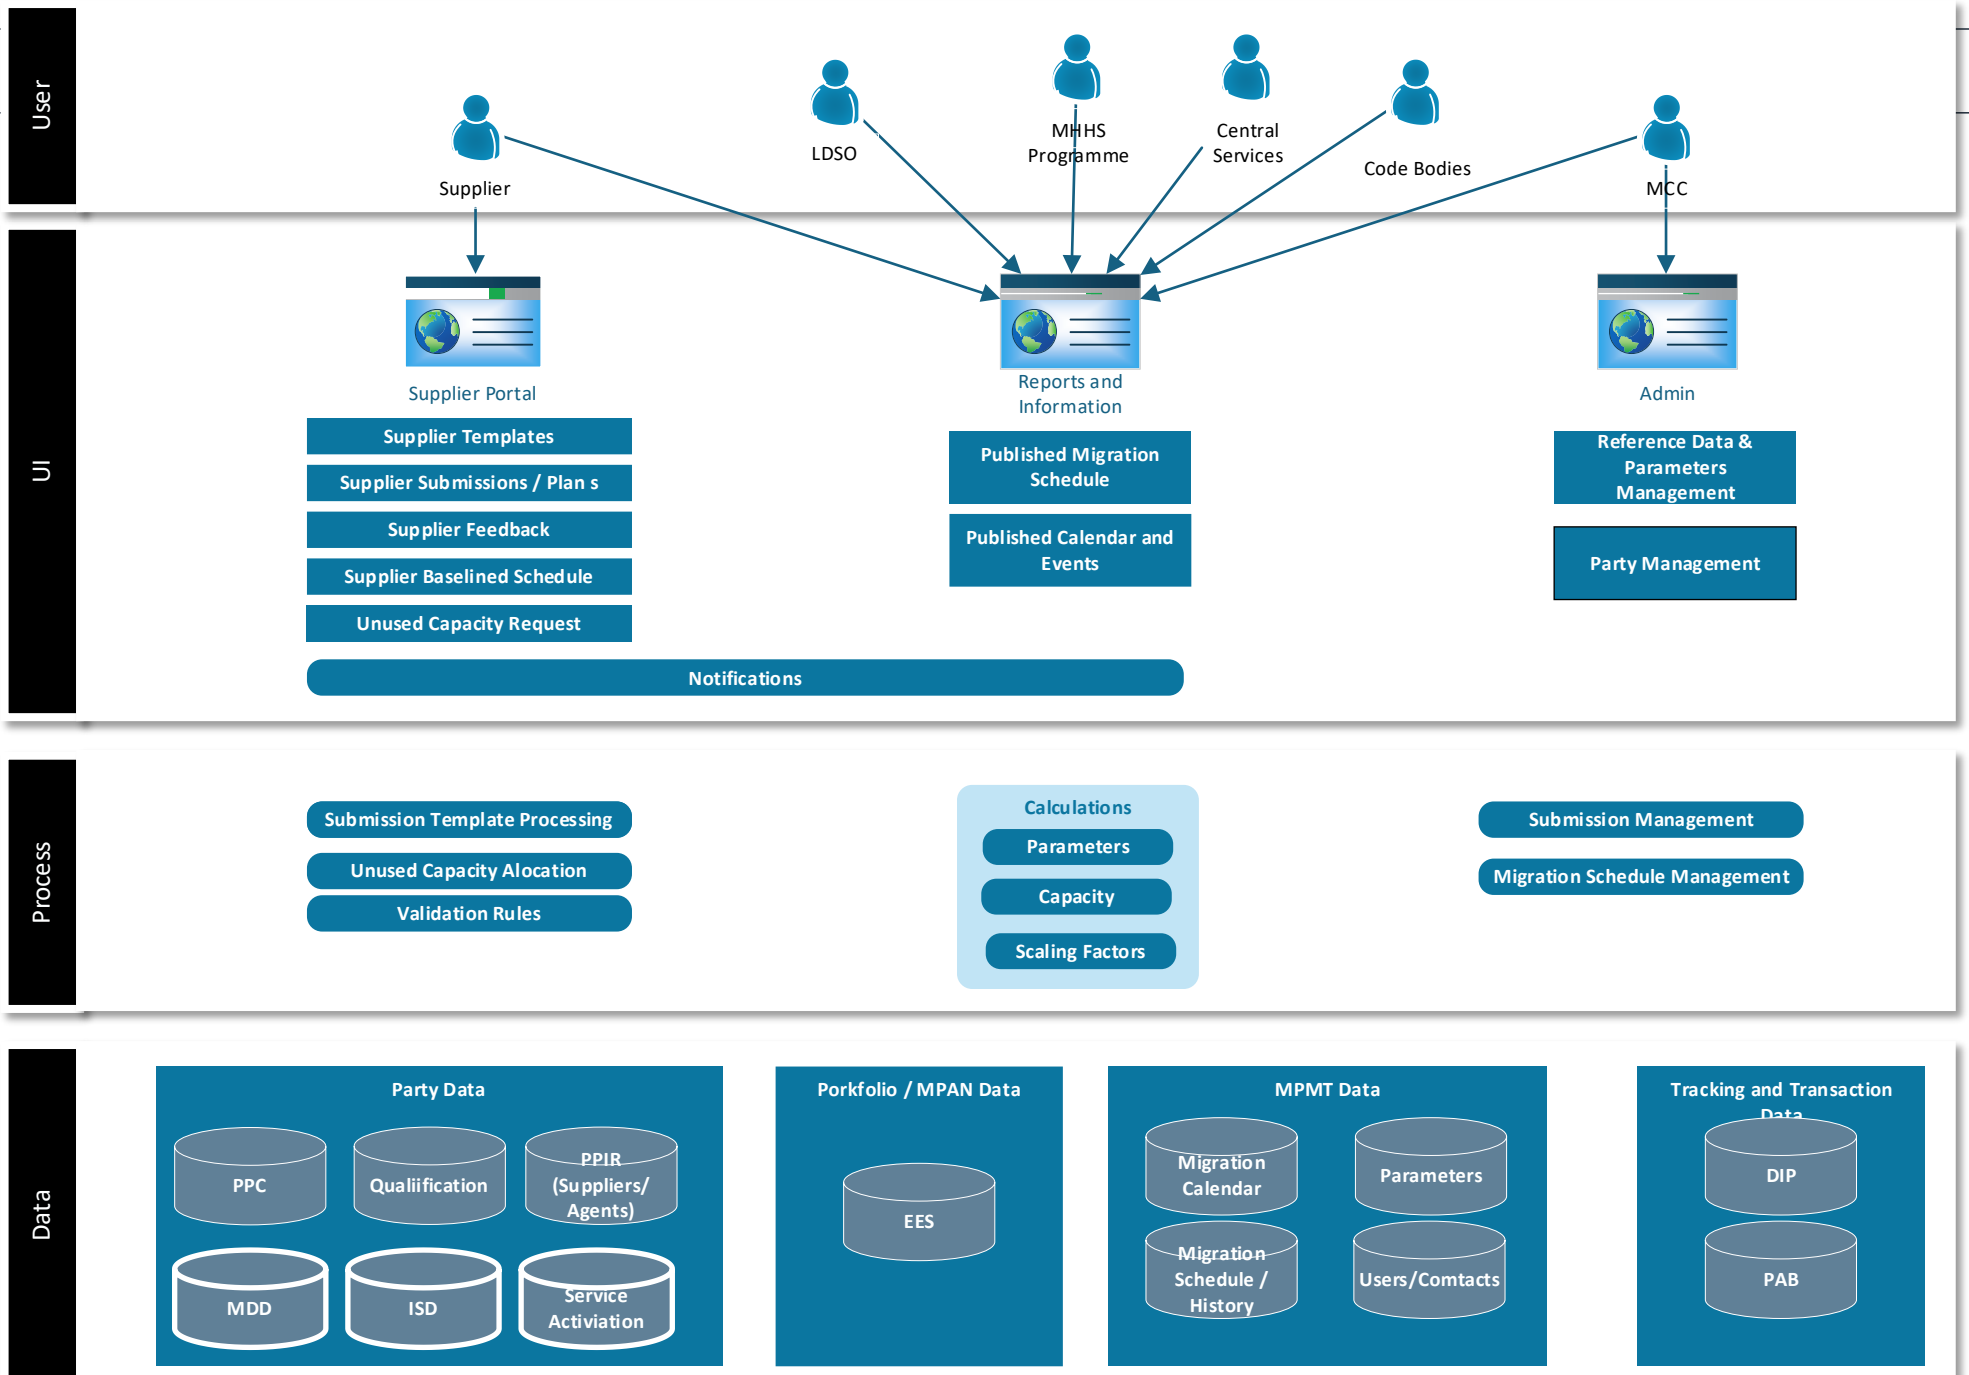 User
LDSO
MHHS
Programme
Central
Services
Code Bodies
Supplier
MCC
UI
Supplier Portal
Supplier Templates
Supplier Submissions / Plan s
Supplier Feedback
Supplier Baselined Schedule
Unused Capacity Request
Reports and
Information
Published Migration
Schedule
Published Calendar and
Events
Admin
Reference Data &
Parameters
Management
Party Management
Notifications
Process
Submission Template Processing
Unused Capacity Alocation
Validation Rules
Calculations
Parameters
Capacity
Scaling Factors
Submission Management
Migration Schedule Management
Data
Party Data
PPC
Qualiification
PPIR
(Suppliers/
Agents)
MDD
ISD
Service
Activiation
Porkfolio / MPAN Data
EES
MPMT Data
Migration
Calendar
Parameters
Migration
Schedule /
History
Users/Comtacts
Tracking and Transaction
Data
DIP
PAB